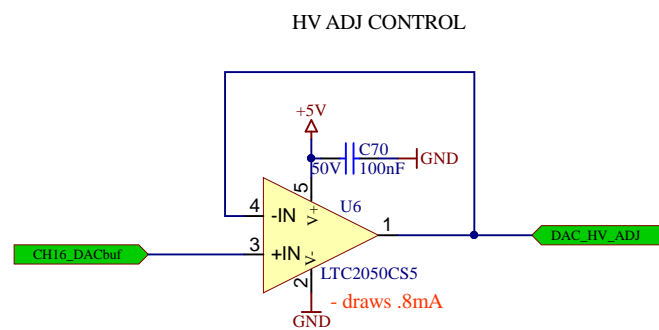 HV ADJ CONTROL
+5V
C70
50V
100nF
GND
5
U6
4
-IN
V+
1
DAC_HV_ADJ
CH16_DACbuf
3
+IN
V-
LTC2050CS5
2
- draws .8mA
GND